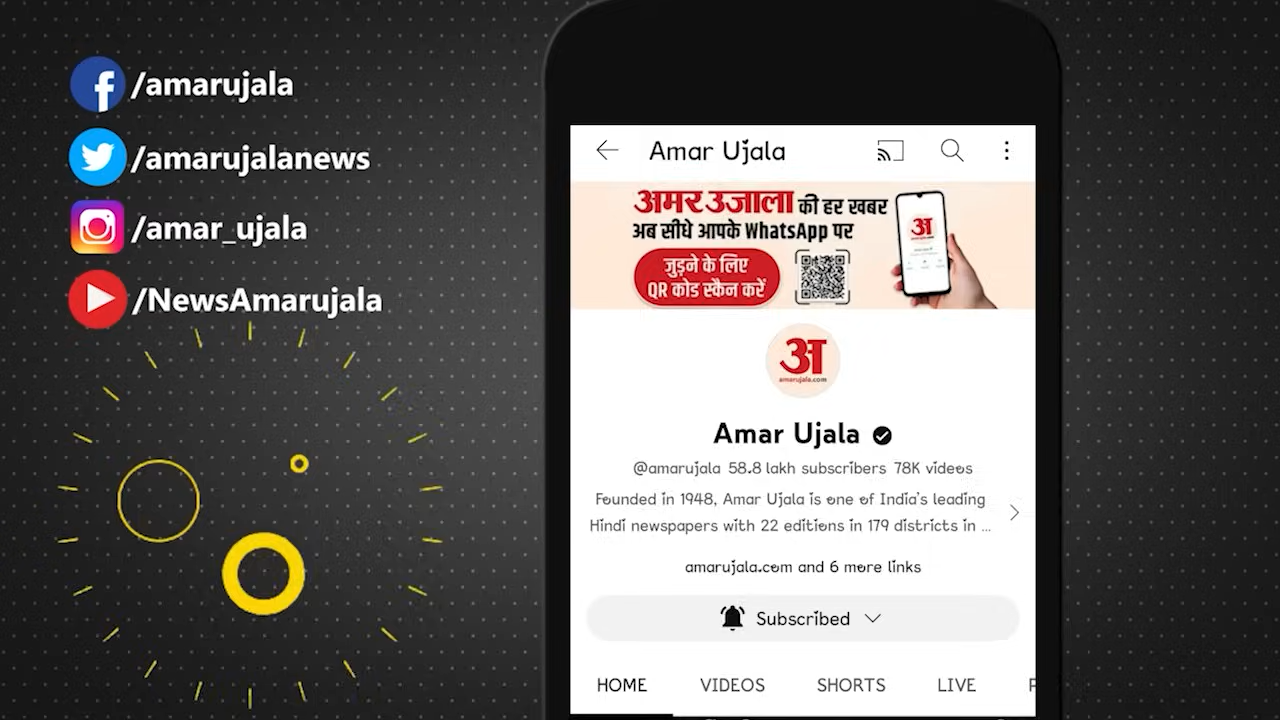 /amarujala
/amarujalanews
/amar_ujala
/NewsAmarujala
Amar Ujala
अमर उजाला की हर खबर
अब सीधे आपके WhatsApp पर
जुड़ने के लिए
QR कोड स्कैन करें
अ
अ
amarujala.com
Amar Ujala
@amarujala 58.8 lakh subscribers 78K videos
Founded in 1948, Amar Ujala is one of India's leading
Hindi newspapers with 22 editions in 179 districts in ...
amarujala.com and 6 more links
Subscribed
HOME VIDEOS SHORTS LIVE